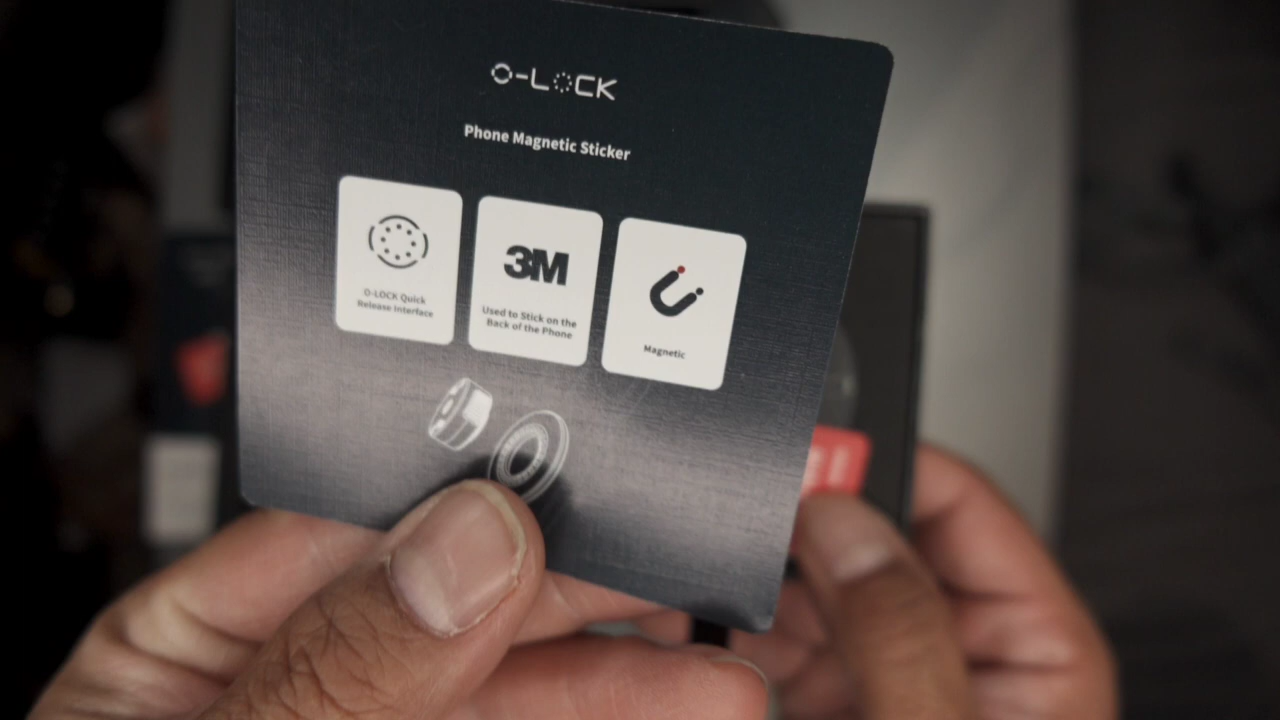 O-LOCK
Phone Magnetic Sticker
O-LOCK Quick
Release Interface
3M
Used to Stick on the
Back of the Phone
Magnetic